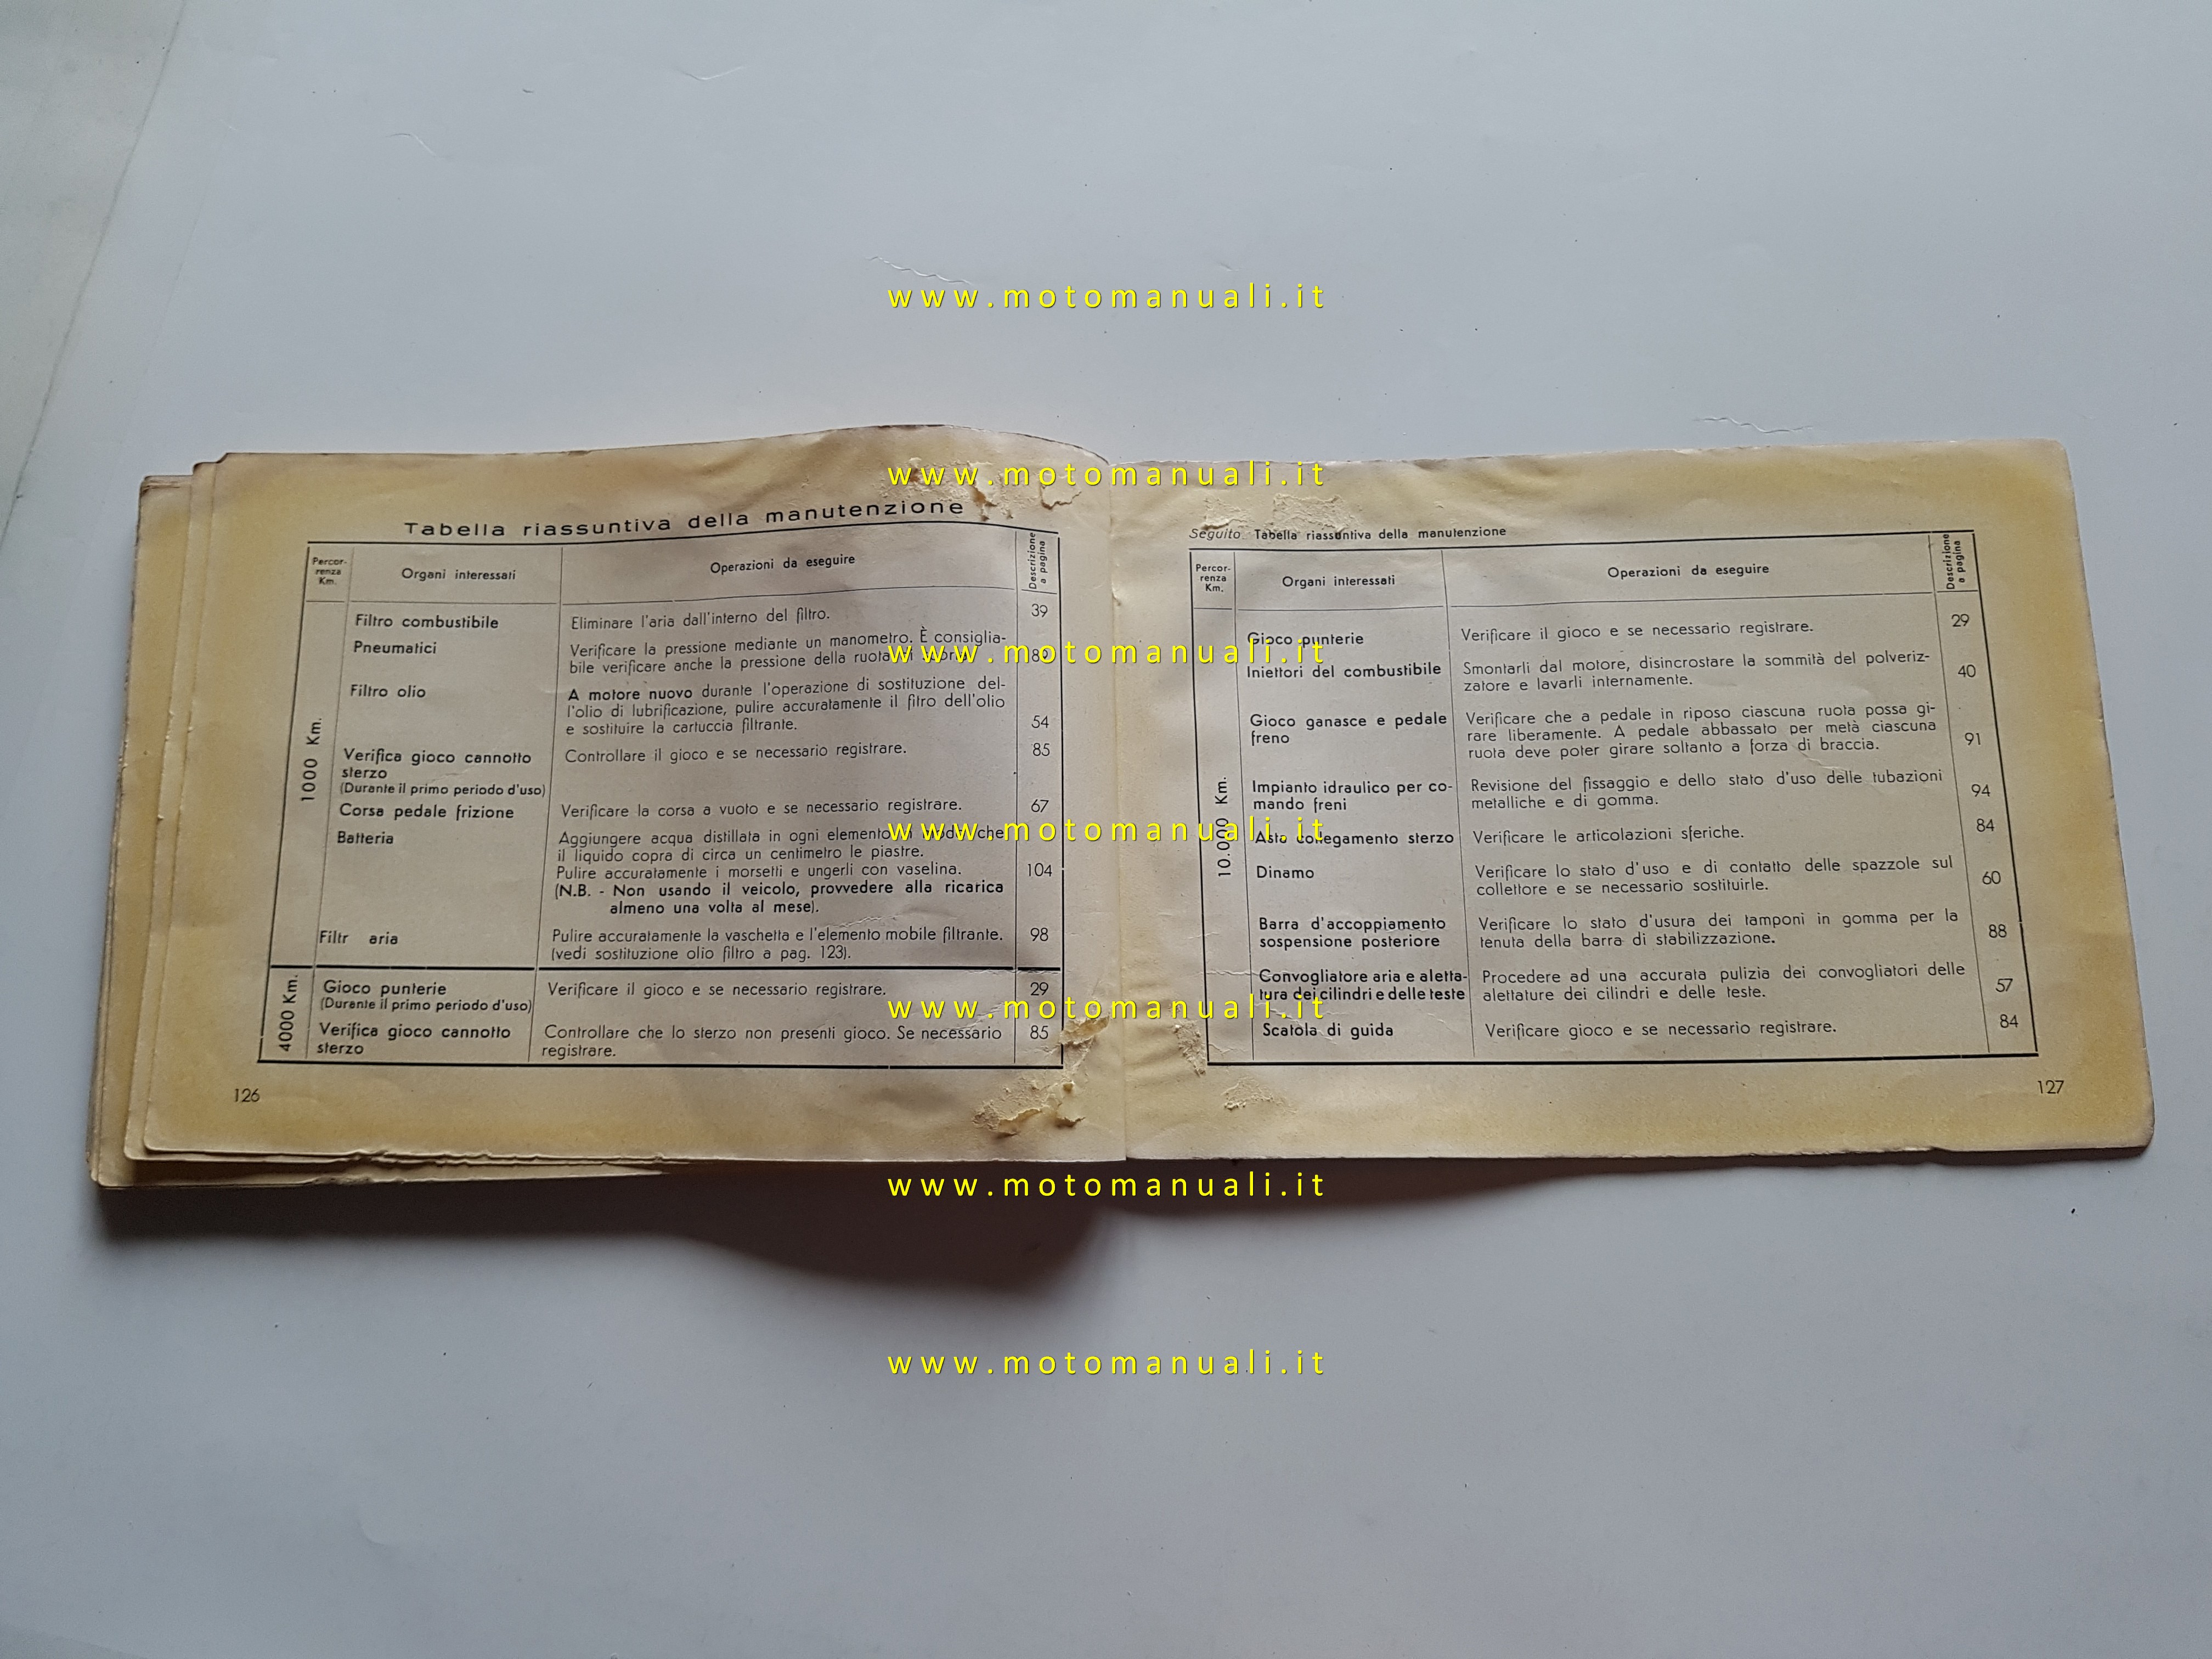 www.motomanuali.it
www.motomanuali.it
Tabella riassuntiva della manutenzione
Percor-
renza
Km.
Organi interessati
Operazioni da eseguire
Descrizione
a pagina
1000 Km.
Filtro combustibile
Eliminare l'aria dall'interno del filtro.
39
Pneumatici
Verificare la pressione mediante un manometro. È consiglia-
bile verificare anche la pressione della ruota
www.motomanuali.it
Filtro olio
A motore nuovo durante l'operazione di sostituzione del-
l'olio di lubrificazione, pulire accuratamente il filtro dell'olio
e sostituire la cartuccia filtrante.
54
Verifica gioco cannotto
sterzo
(Durante il primo periodo d'uso)
Controllare il gioco e se necessario registrare.
85
Corsa pedale frizione
Verificare la corsa a vuoto e se necessario registrare.
67
Batteria
Aggiungere acqua distillata in ogni elemento che
www.motomanuali.it
il liquido copra di circa un centimetro le piastre.
Pulire accuratamente i morsetti e ungerli con vaselina.
104
(N.B. - Non usando il veicolo, provvedere alla ricarica
almeno una volta al mese).
Filtr aria
Pulire accuratamente la vaschetta e l'elemento mobile filtrante.
(vedi sostituzione olio filtro a pag. 123).
98
4000 Km.
Gioco punterie
(Durante il primo periodo d'uso)
Verificare il gioco e se necessario registrare.
29
www.motomanuali.it
Verifica gioco cannotto
sterzo
Controllare che lo sterzo non presenti gioco. Se necessario
registrare.
85
126
Seguito: Tabella riassuntiva della manutenzione
Percor-
renza
Km.
Organi interessati
Operazioni da eseguire
Descrizione
a pagina
10.000 Km.
Gioco punterie
Verificare il gioco e se necessario registrare.
29
Iniettori del combustibile
Smontarli dal motore, disincrostare la sommità del polveriz-
zatore e lavarli internamente.
40
Gioco ganasce e pedale
freno
Verificare che a pedale in riposo ciascuna ruota possa gi-
rare liberamente. A pedale abbassato per metà ciascuna
ruota deve poter girare soltanto a forza di braccia.
91
Impianto idraulico per co-
mando freni
Revisione del fissaggio e dello stato d'uso delle tubazioni
metalliche e di gomma.
94
Asta collegamento sterzo
Verificare le articolazioni sferiche.
84
Dinamo
Verificare lo stato d'uso e di contatto delle spazzole sul
collettore e se necessario sostituirle.
60
Barra d'accoppiamento
sospensione posteriore
Verificare lo stato d'usura dei tamponi in gomma per la
tenuta della barra di stabilizzazione.
88
Convogliatore aria e aletta-
tura dei cilindri e delle teste
Procedere ad una accurata pulizia dei convogliatori delle
alettature dei cilindri e delle teste.
57
Scatola di guida
Verificare gioco e se necessario registrare.
84
127
www.motomanuali.it
www.motomanuali.it